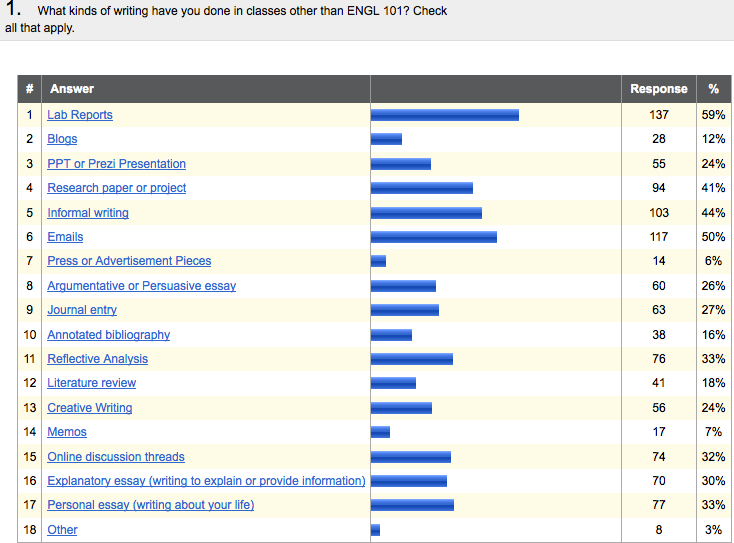 1. What kinds of writing have you done in classes other than ENGL 101? Check
all that apply.
# Answer Response %
1 Lab Reports 137 59%
2 Blogs 28 12%
3 PPT or Prezi Presentation 55 24%
4 Research paper or project 94 41%
5 Informal writing 103 44%
6 Emails 117 50%
7 Press or Advertisement Pieces 14 6%
8 Argumentative or Persuasive essay 60 26%
9 Journal entry 63 27%
10 Annotated bibliography 38 16%
11 Reflective Analysis 76 33%
12 Literature review 41 18%
13 Creative Writing 56 24%
14 Memos 17 7%
15 Online discussion threads 74 32%
16 Explanatory essay (writing to explain or provide information) 70 30%
17 Personal essay (writing about your life) 77 33%
18 Other 8 3%